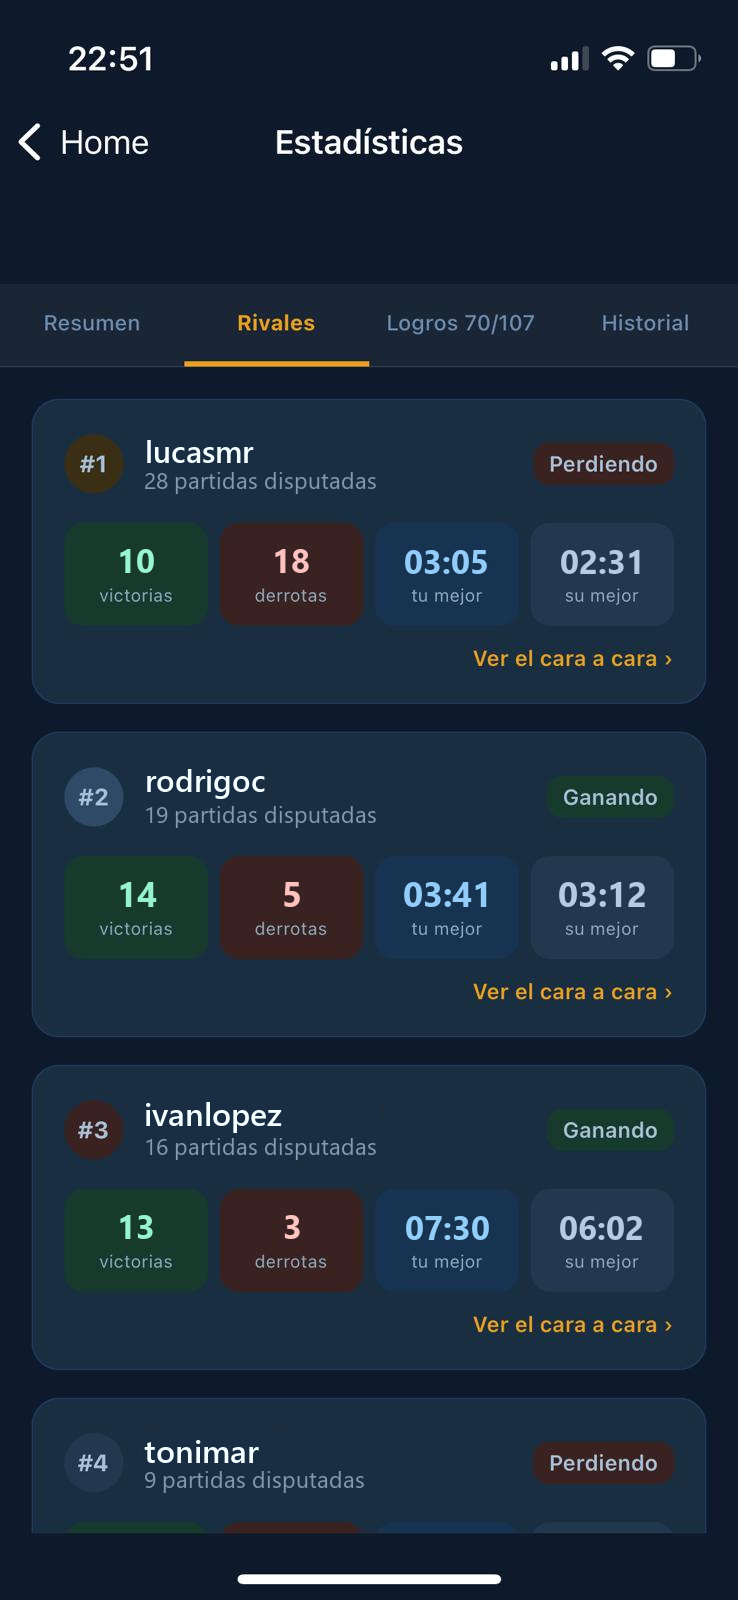 22:51
Home
Estadísticas
Resumen
Rivales
Logros 70/107
Historial
#1
lucasmr
28 partidas disputadas
Perdiendo
10
victorias
18
derrotas
03:05
tu mejor
02:31
su mejor
Ver el cara a cara ›
#2
rodrigoc
19 partidas disputadas
Ganando
14
victorias
5
derrotas
03:41
tu mejor
03:12
su mejor
Ver el cara a cara ›
#3
ivanlopez
16 partidas disputadas
Ganando
13
victorias
3
derrotas
07:30
tu mejor
06:02
su mejor
Ver el cara a cara ›
#4
tonimar
9 partidas disputadas
Perdiendo